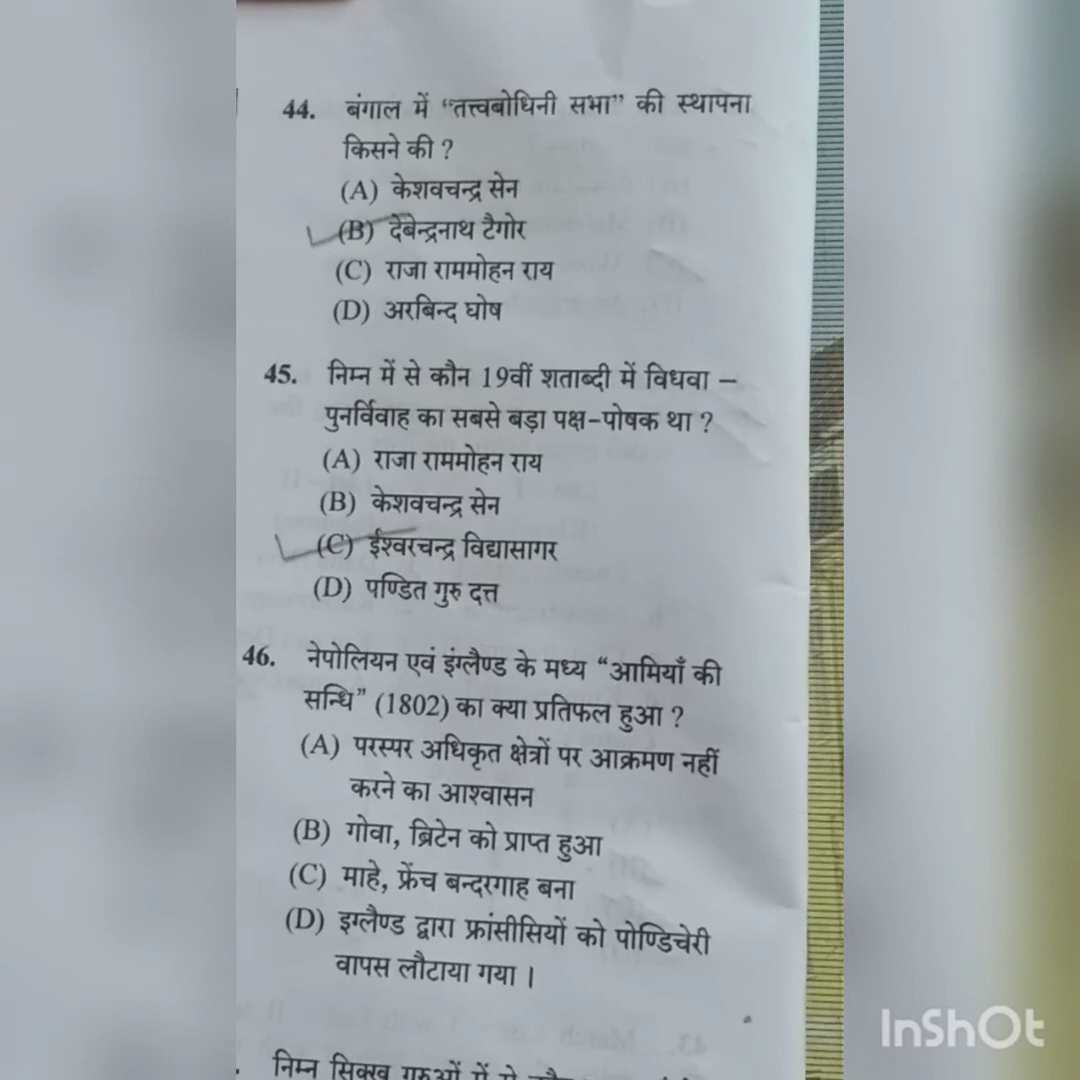 44. बंगाल में “तत्त्वबोधिनी सभा” की स्थापना
किसने की ?
(A) केशवचन्द्र सेन
(B) देबेन्द्रनाथ टैगोर
(C) राजा राममोहन राय
(D) अरबिन्द घोष
45. निम्न में से कौन 19वीं शताब्दी में विधवा –
पुनर्विवाह का सबसे बड़ा पक्ष-पोषक था ?
(A) राजा राममोहन राय
(B) केशवचन्द्र सेन
(C) ईश्वरचन्द्र विद्यासागर
(D) पण्डित गुरु दत्त
46. नेपोलियन एवं इंग्लैण्ड के मध्य “आमियाँ की
सन्धि” (1802) का क्या प्रतिफल हुआ ?
(A) परस्पर अधिकृत क्षेत्रों पर आक्रमण नहीं
करने का आश्वासन
(B) गोवा, ब्रिटेन को प्राप्त हुआ
(C) माहे, फ्रेंच बन्दरगाह बना
(D) इग्लैण्ड द्वारा फ्रांसीसियों को पोण्डिचेरी
वापस लौटाया गया ।
निम्न सिक्ख गुरुओं में से
InShOt